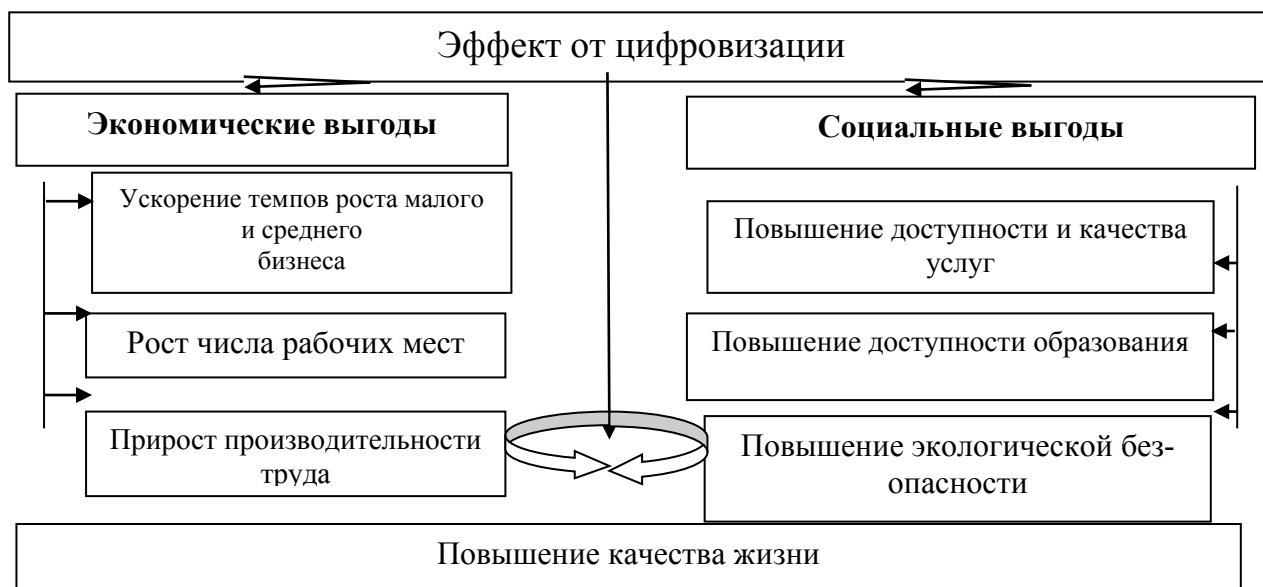 Эффект от цифровизации
Экономические выгоды
Ускорение темпов роста малого
и среднего
бизнеса
Рост числа рабочих мест
Прирост производительности
труда
Социальные выгоды
Повышение доступности и качества
услуг
Повышение доступности образования
Повышение экологической без-
опасности
Повышение качества жизни